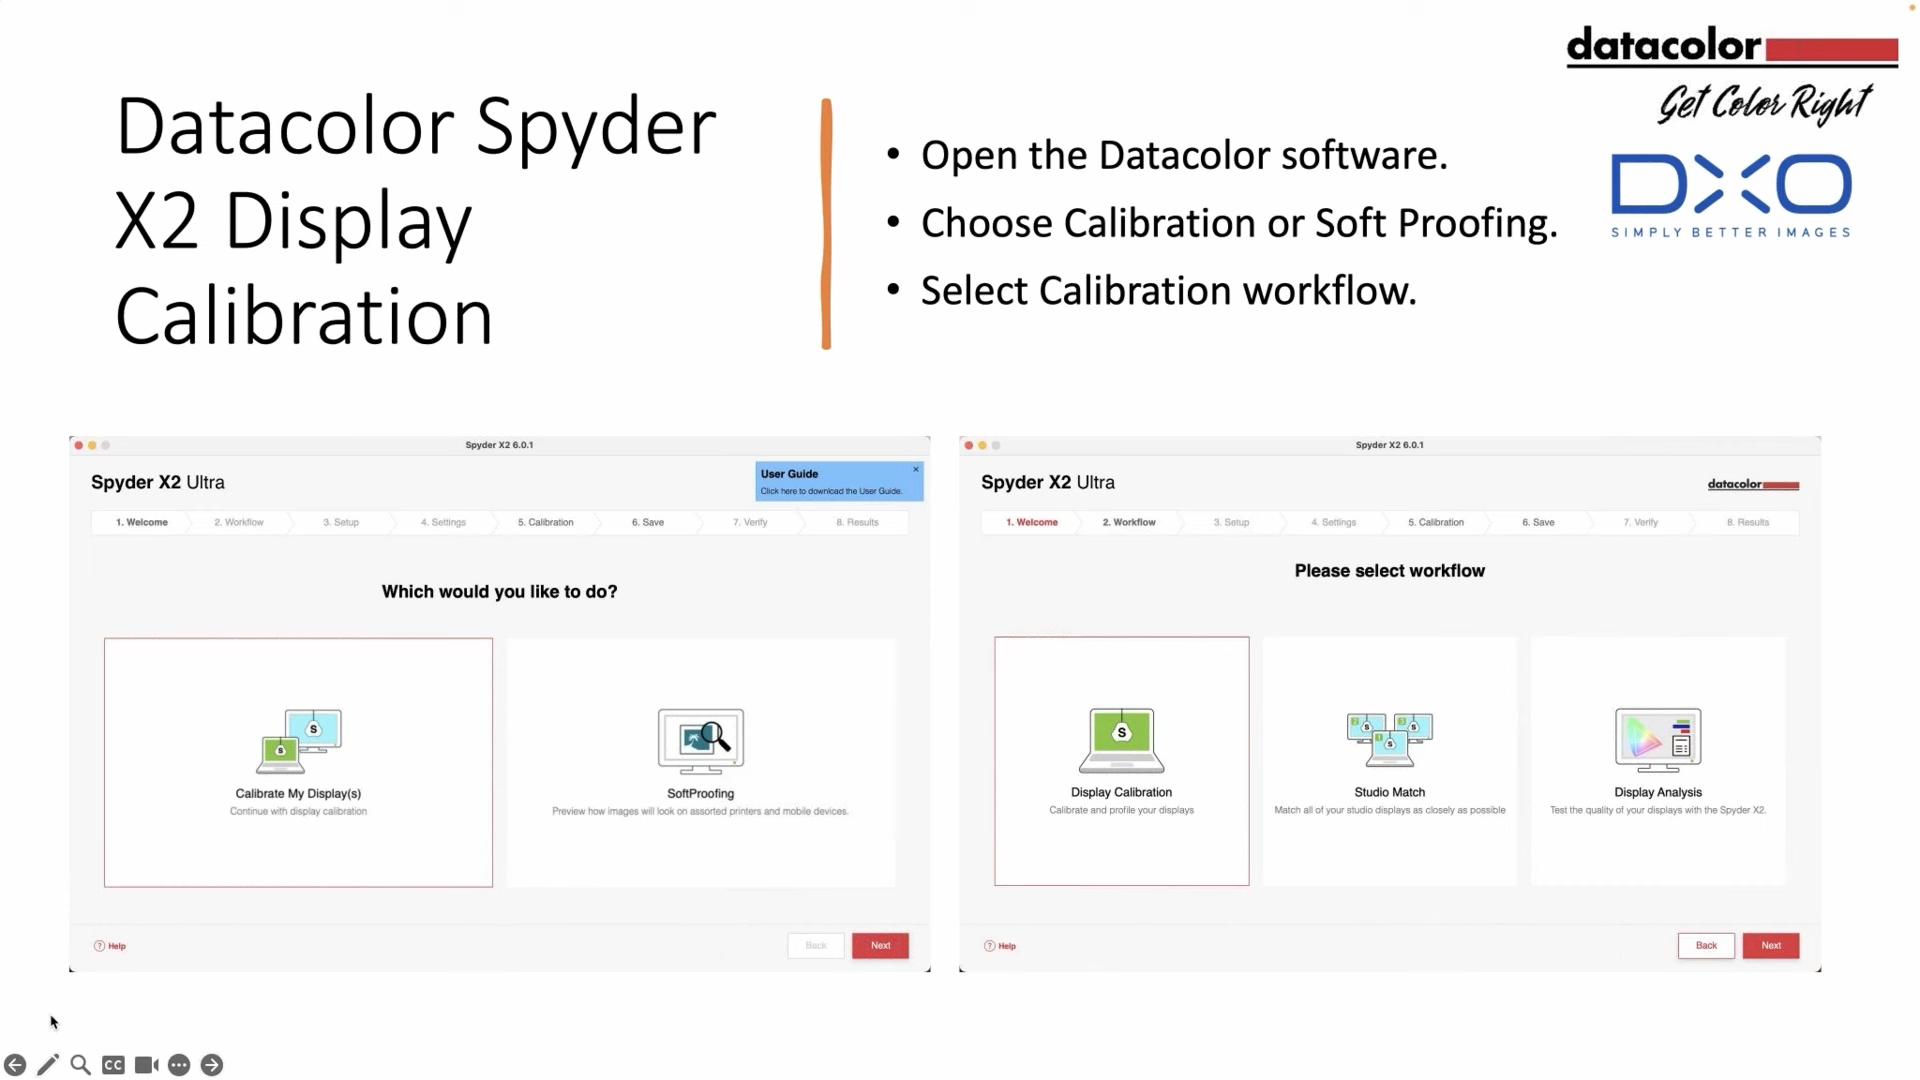 datacolor
Get Color Right
DXO
SIMPLY BETTER IMAGES
Datacolor Spyder
X2 Display
Calibration
• Open the Datacolor software.
• Choose Calibration or Soft Proofing.
• Select Calibration workflow.
Spyder X2 6.0.1
Spyder X2 Ultra
User Guide
Click here to download the User Guide.
1. Welcome 2. Workflow 3. Setup 4. Settings 5. Calibration 6. Save 7. Verify 8. Results
Which would you like to do?
S
S
Calibrate My Display(s)
Continue with display calibration
SoftProofing
Preview how images will look on assorted printers and mobile devices.
? Help
Back Next
Spyder X2 6.0.1
Spyder X2 Ultra
datacolor
1. Welcome 2. Workflow 3. Setup 4. Settings 5. Calibration 6. Save 7. Verify 8. Results
Please select workflow
S
Display Calibration
Calibrate and profile your displays
2 S 3 S
1 S
Studio Match
Match all of your studio displays as closely as possible
Display Analysis
Test the quality of your displays with the Spyder X2.
? Help
Back Next
CC